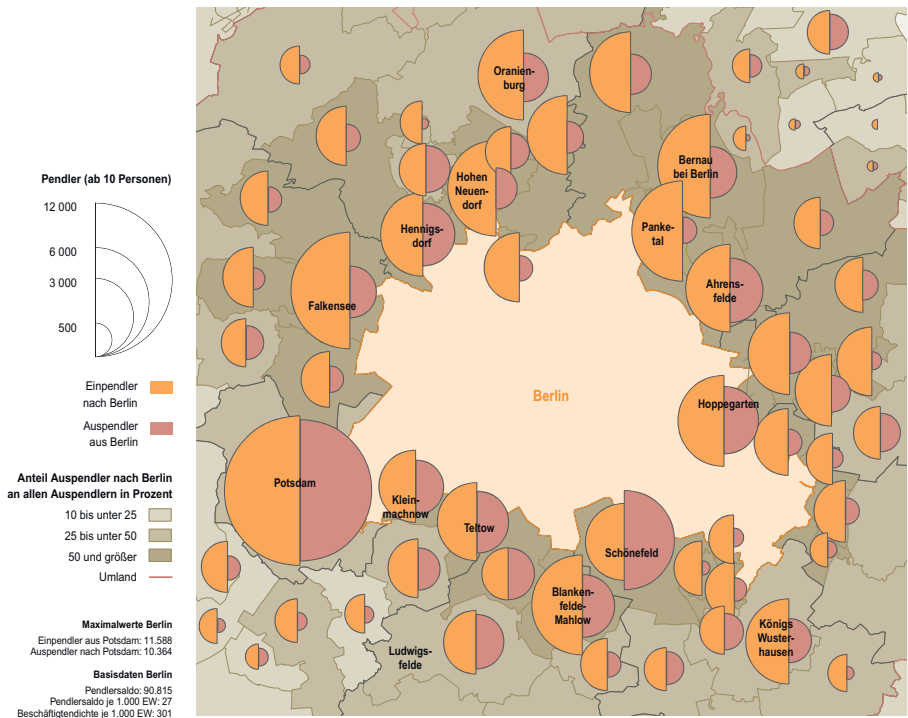 Pendler (ab 10 Personen)
12 000
6 000
3 000
500
Einpendler
nach Berlin
Auspendler
aus Berlin
Anteil Auspendler nach Berlin
an allen Auspendlern in Prozent
10 bis unter 25
25 bis unter 50
50 und größer
Umland
Maximalwerte Berlin
Einpendler aus Potsdam: 11.588
Auspendler nach Potsdam: 10.364
Basisdaten Berlin
Pendlersaldo: 90.815
Pendlersaldo je 1.000 EW: 27
Beschäftigtendichte je 1.000 EW: 301
Oranien-
burg
Bernau
bei Berlin
Hohen
Neuen-
dorf
Hennigs-
dorf
Panke-
tal
Ahrens-
felde
Falkensee
Berlin
Hoppegarten
Potsdam
Klein-
machnow
Teltow
Schönefeld
Blanken-
felde-
Mahlow
Ludwigs-
felde
Königs
Wuster-
hausen